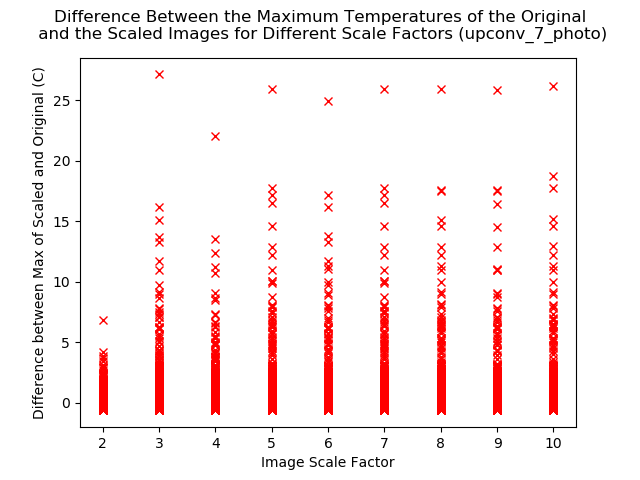 Difference Between the Maximum Temperatures of the Original
and the Scaled Images for Different Scale Factors (upconv_7_photo)
Difference between Max of Scaled and Original (C)
25
20
15
10
5
0
2 3 4 5 6 7 8 9 10
Image Scale Factor